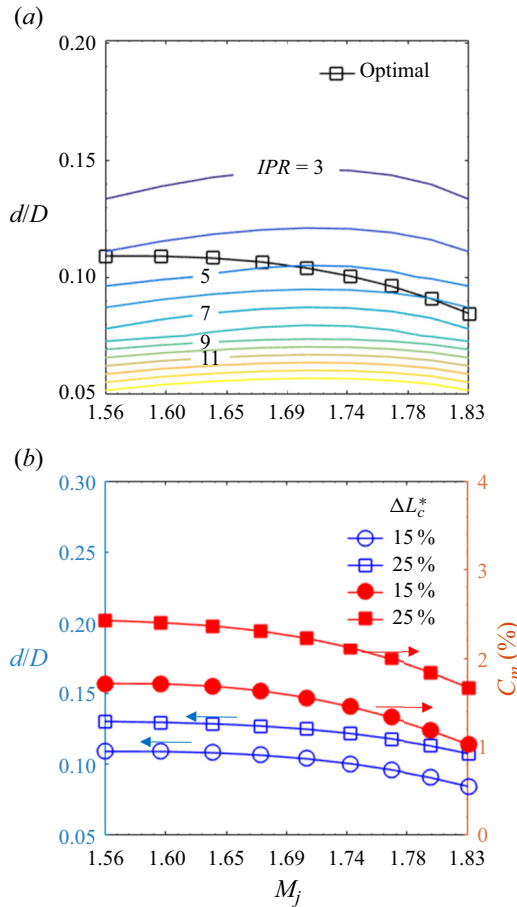 (a)
0.20
Optimal
0.15
IPR = 3
d/D
0.10
5
7
9
11
0.05
1.56 1.60 1.65 1.69 1.74 1.78 1.83
(b)
0.30 4
ΔL*c
15 %
0.25
25 %
3
15 %
25 %
0.20
d/D 2 Cm (%)
0.15
1
0.10
0.05 0
1.56 1.60 1.65 1.69 1.74 1.78 1.83
Mj